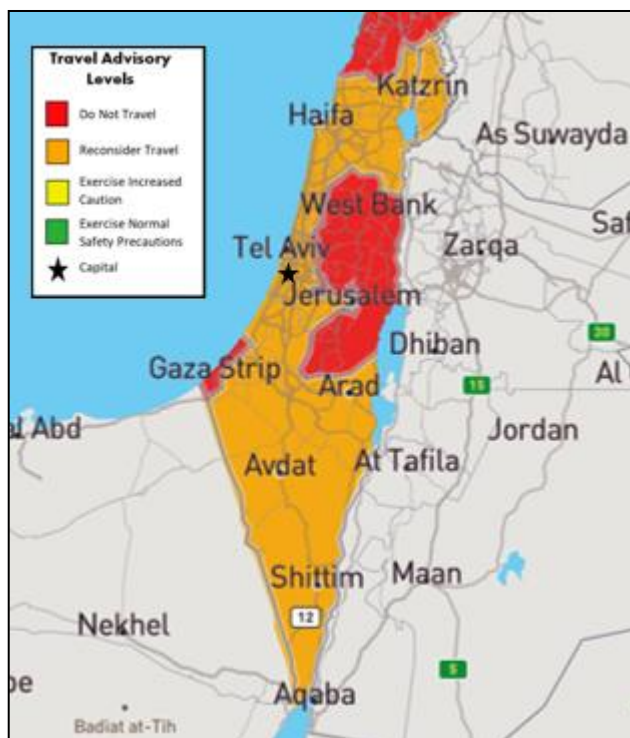 Travel Advisory
Levels
Do Not Travel
Reconsider Travel
Exercise Increased
Caution
Exercise Normal
Safety Precautions
Capital
Katzrin
Haifa
As Suwayda
West Bank
Saf
Tel Aviv
Zarqa
Jerusalem
30
Dhiban
Gaza Strip
Al
Arad
15
al Abd
Jordan
Avdat
At Tafila
Shittim
Maan
12
Nekhel
5
be
Aqaba
Badiat at-Tih